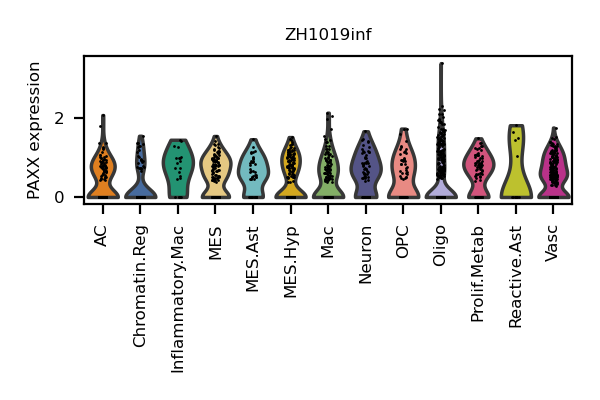 ZH1019inf
PAXX expression
2
0
AC
Chromatin.Reg
Inflammatory.Mac
MES
MES.Ast
MES.Hyp
Mac
Neuron
OPC
Oligo
Prolif.Metab
Reactive.Ast
Vasc